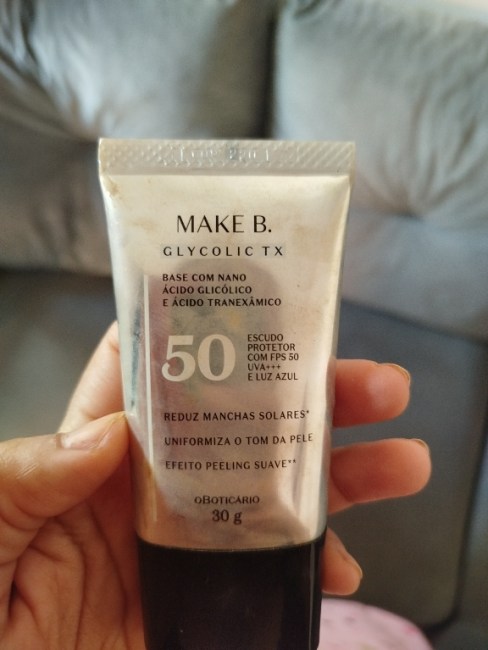 MAKE B.
GLYCOLIC TX
BASE COM NANO
ÁCIDO GLICÓLICO
E ÁCIDO TRANEXÂMICO
50
ESCUDO
PROTETOR
COM FPS 50
UVA+++
E LUZ AZUL
REDUZ MANCHAS SOLARES*
UNIFORMIZA O TOM DA PELE
EFEITO PEELING SUAVE**
oBOTICÁRIO
30 g